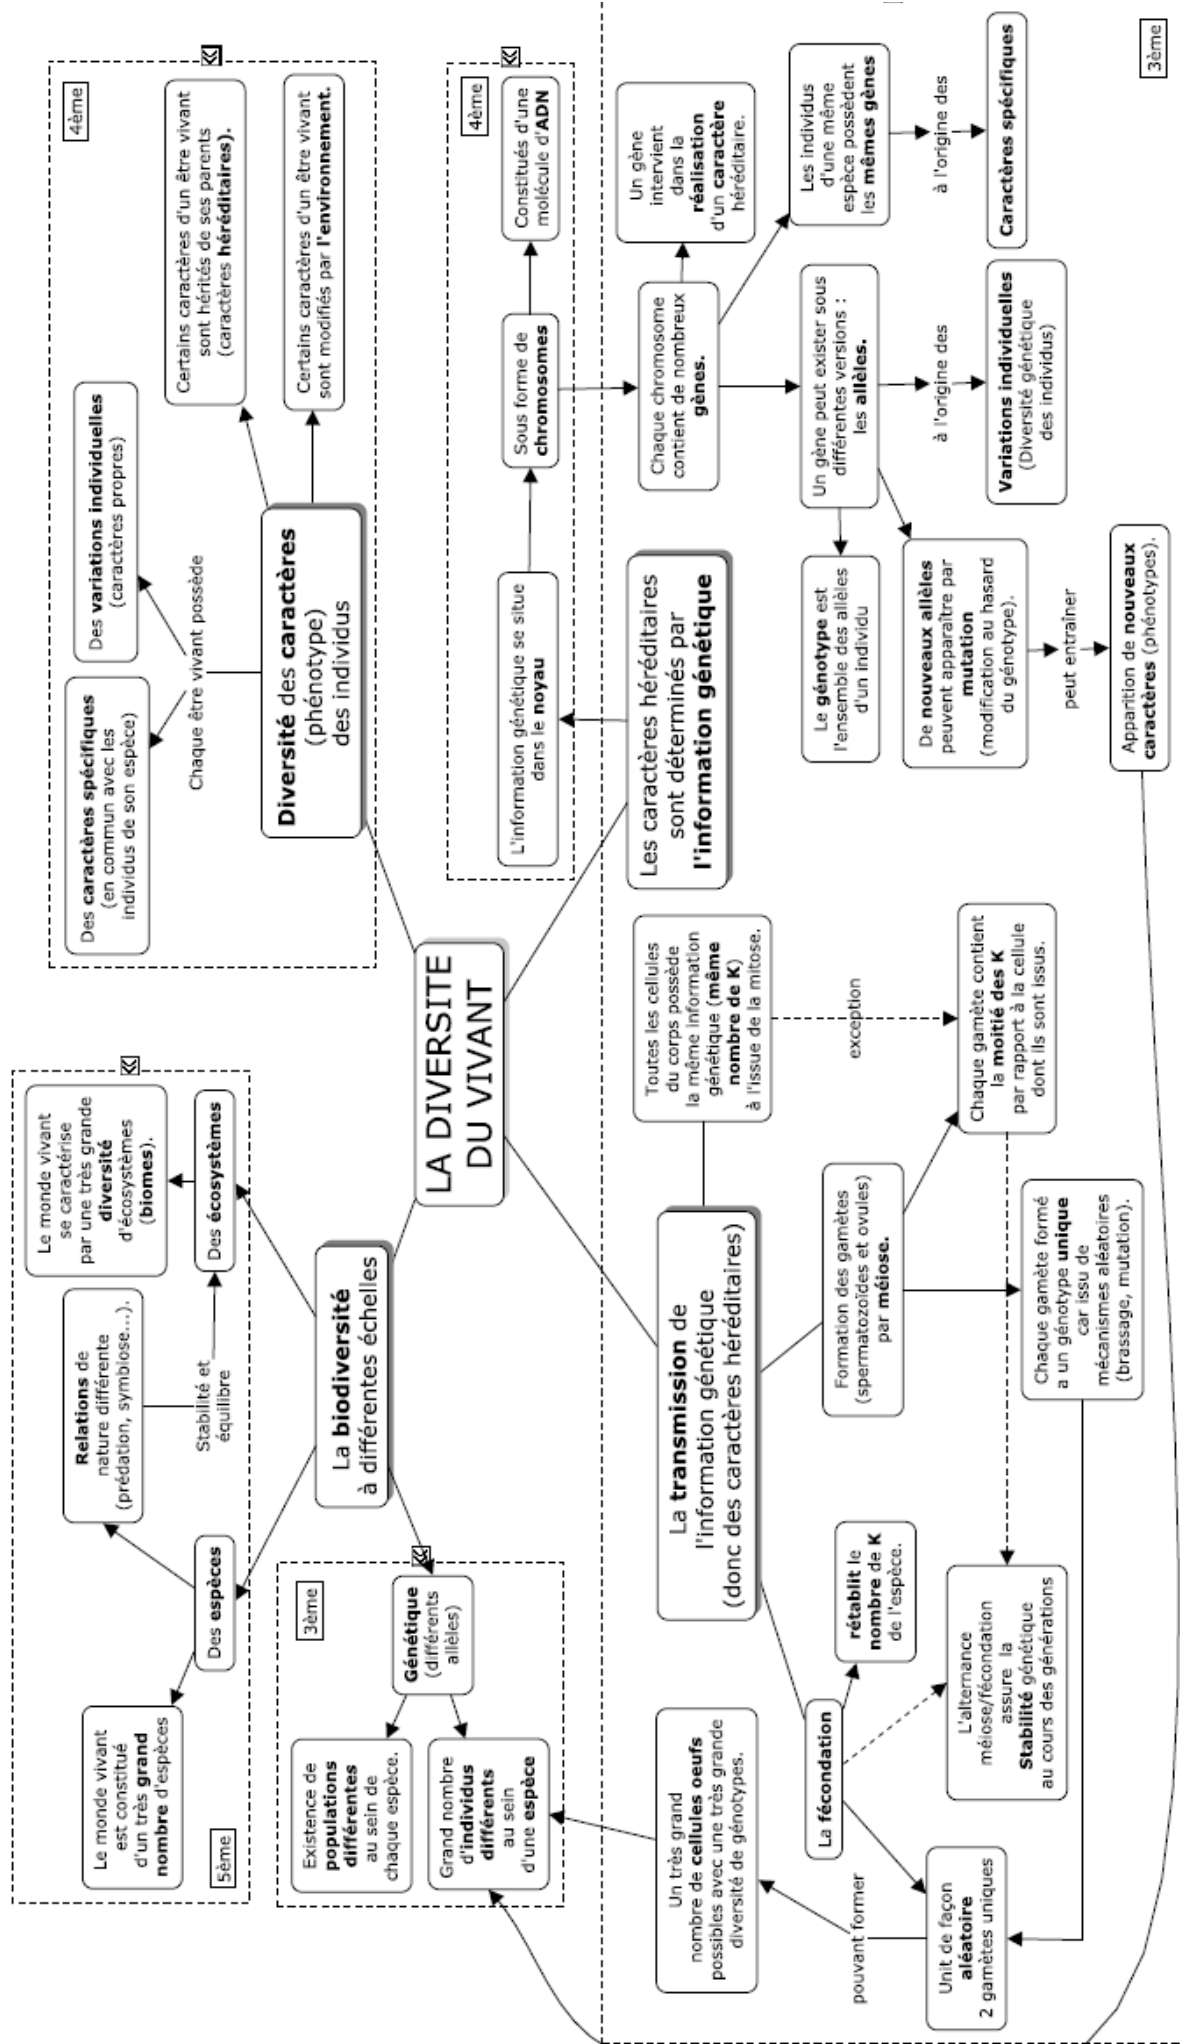 LA DIVERSITE
DU VIVANT
5ème
La biodiversité
à différentes échelles
Des espèces
Le monde vivant
est constitué
d'un très grand
nombre d'espèces
Relations de
nature différente
(prédation, symbiose...).
Stabilité et
équilibre
Des écosystèmes
Le monde vivant
se caractérise
par une très grande
diversité
d'écosystèmes
(biomes).
3ème
Génétique
(différents
allèles)
Existence de
populations
différentes
au sein de
chaque espèce.
Grand nombre
d'individus
différents
au sein
d'une espèce
4ème
Diversité des caractères
(phénotype)
des individus
Chaque être vivant possède
Des caractères spécifiques
(en commun avec les
individus de son espèce)
Des variations individuelles
(caractères propres)
Certains caractères d'un être vivant
sont hérités de ses parents
(caractères héréditaires).
Certains caractères d'un être vivant
sont modifiés par l'environnement.
4ème
L'information génétique se situe
dans le noyau
Sous forme de
chromosomes
Constitués d'une
molécule d'ADN
3ème
Les caractères héréditaires
sont déterminés par
l'information génétique
Chaque chromosome
contient de nombreux
gènes.
Un gène
intervient
dans la
réalisation
d'un caractère
héréditaire.
Les individus
d'une même
espèce possèdent
les mêmes gènes
à l'origine des
Caractères spécifiques
Un gène peut exister sous
différentes versions :
les allèles.
à l'origine des
Variations individuelles
(Diversité génétique
des individus)
Le génotype est
l'ensemble des allèles
d'un individu
De nouveaux allèles
peuvent apparaître par
mutation
(modification au hasard
du génotype).
peut entraîner
Apparition de nouveaux
caractères (phénotypes).
La transmission de
l'information génétique
(donc des caractères héréditaires)
Toutes les cellules
du corps possède
la même information
génétique (même
nombre de K)
à l'issue de la mitose.
exception
Chaque gamète contient
la moitié des K
par rapport à la cellule
dont ils sont issus.
Formation des gamètes
(spermatozoïdes et ovules)
par méiose.
Chaque gamète formé
a un génotype unique
car issu de
mécanismes aléatoires
(brassage, mutation).
La fécondation
rétablit le
nombre de K
de l'espèce.
L'alternance
méiose/fécondation
assure la
Stabilité génétique
au cours des générations
Unit de façon
aléatoire
2 gamètes uniques
pouvant former
Un très grand
nombre de cellules oeufs
possibles avec une très grande
diversité de génotypes.